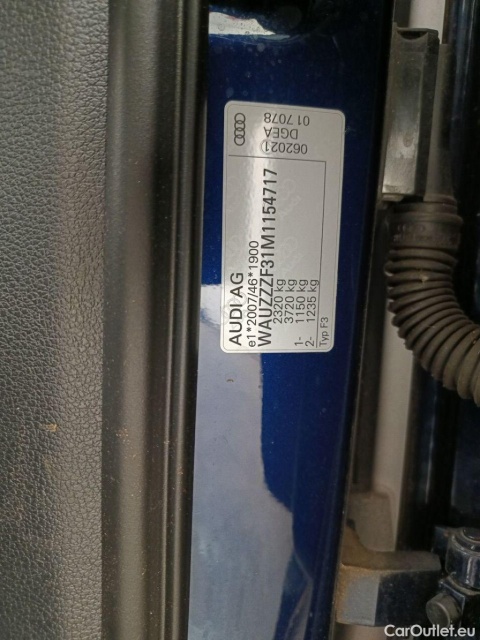 AUDI AG
e1*2007/46*1900
WAUZZZF31M1154717
2320 kg
3720 kg
1- 1150 kg
2- 1235 kg
Typ F3
062021
DGEA
017078
CarOutlet.eu